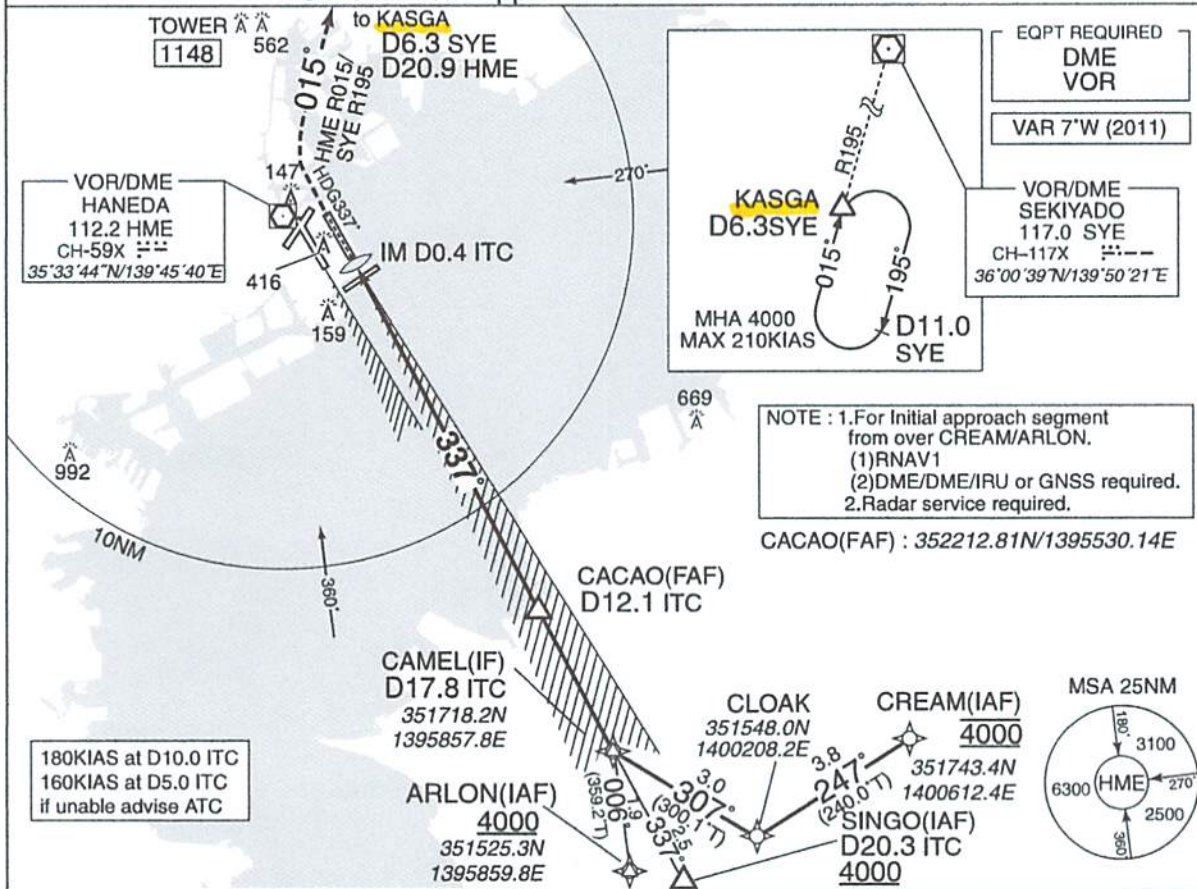 TOWER
1148
562
to KASGA
D6.3 SYE
D20.9 HME
015°
HME R015/
SYE R195
HDG337°
147
VOR/DME
HANEDA
112.2 HME
CH-59X
35°33′44″N/139°45′40″E
416
159
IM D0.4 ITC
270°
R195
KASGA
D6.3SYE
015°
195°
MHA 4000
MAX 210KIAS
D11.0
SYE
EQPT REQUIRED
DME
VOR
VAR 7°W (2011)
VOR/DME
SEKIYADO
117.0 SYE
CH-117X
36°00′39″N/139°50′21″E
669
992
10NM
360°
337°
NOTE : 1.For Initial approach segment
from over CREAM/ARLON.
(1)RNAV1
(2)DME/DME/IRU or GNSS required.
2.Radar service required.
CACAO(FAF) : 352212.81N/1395530.14E
CACAO(FAF)
D12.1 ITC
CAMEL(IF)
D17.8 ITC
351718.2N
1395857.8E
CLOAK
351548.0N
1400208.2E
CREAM(IAF)
4000
351743.4N
1400612.4E
3.8
247°
(240.0°T)
3.0
307°
(300.1°T)
1.9
006°
(359.2°T)
2.5
337°
ARLON(IAF)
4000
351525.3N
1395859.8E
SINGO(IAF)
D20.3 ITC
4000
180KIAS at D10.0 ITC
160KIAS at D5.0 ITC
if unable advise ATC
MSA 25NM
180°
3100
HME
270°
6300
2500
360°